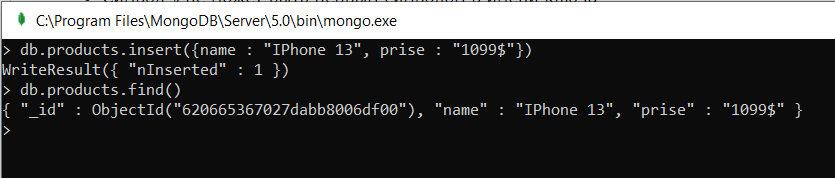 C:\Program Files\MongoDB\Server\5.0\bin\mongo.exe
> db.products.insert({name : "IPhone 13", prise : "1099$"})
WriteResult({ "nInserted" : 1 })
> db.products.find()
{ "_id" : ObjectId("620665367027dabb8006df00"), "name" : "IPhone 13", "prise" : "1099$" }
>